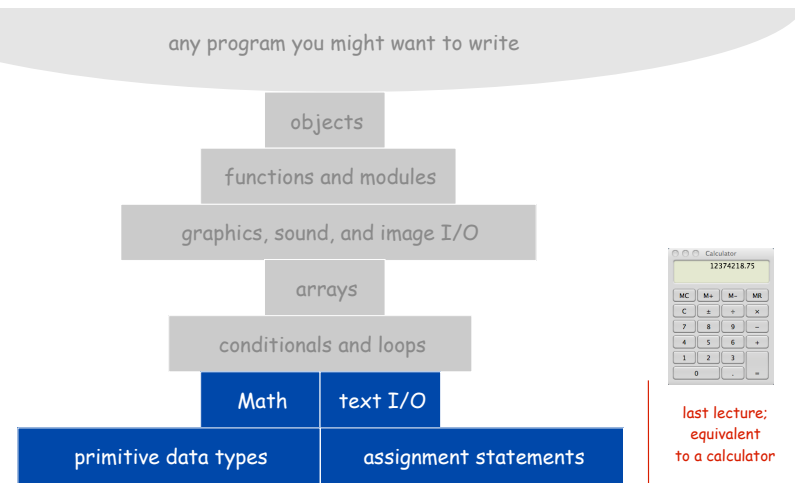 any program you might want to write
objects
functions and modules
graphics, sound, and image I/O
arrays
conditionals and loops
Math text I/O
primitive data types assignment statements
Calculator
12374218.75
MC M+ M- MR
C ± ÷ ×
7 8 9 −
4 5 6 +
1 2 3
0 . =
last lecture;
equivalent
to a calculator